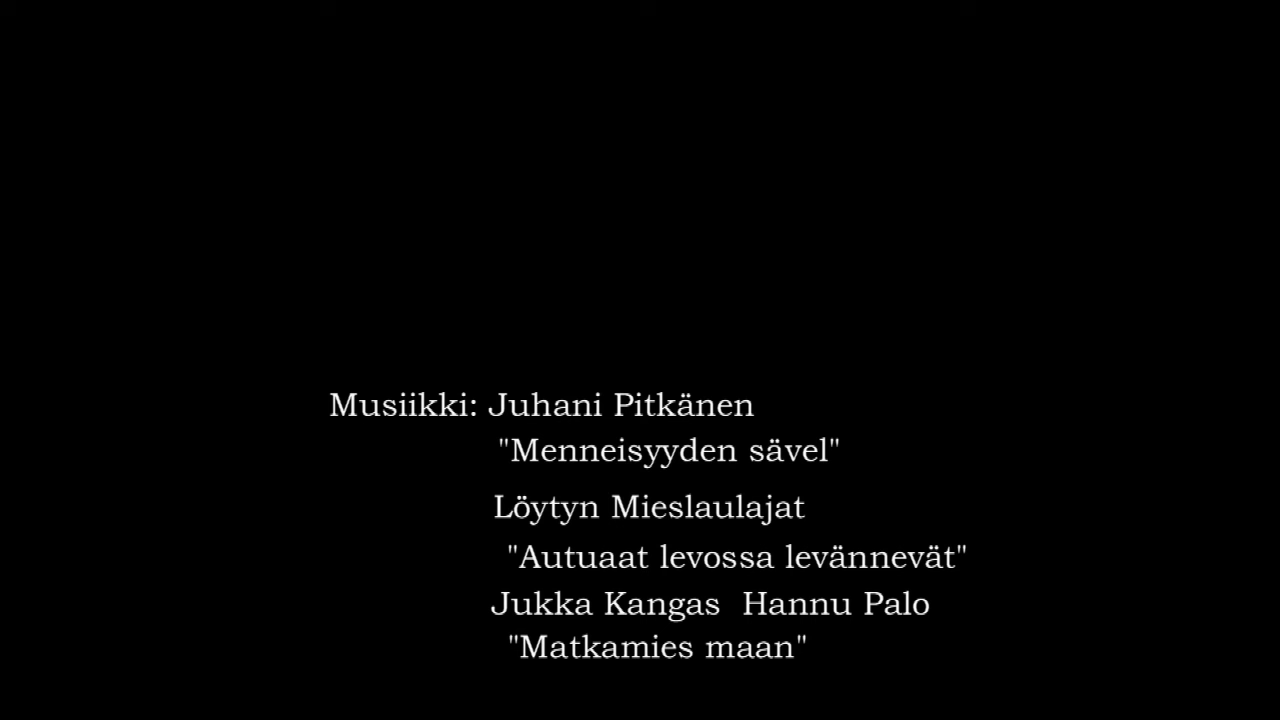 Musiikki: Juhani Pitkänen
"Menneisyyden sävel"
Löytyn Mieslaulajat
"Autuaat levossa levännevät"
Jukka Kangas  Hannu Palo
"Matkamies maan"